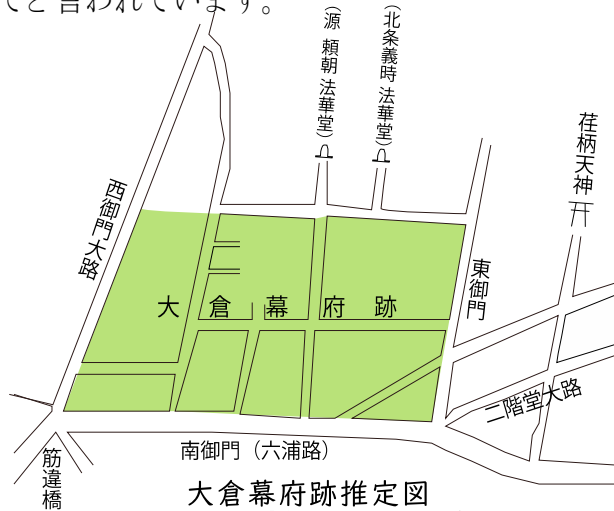 てと言われています。
（源 頼朝 法華堂）
（北条義時 法華堂）
荏柄天神
西御門大路
東御門
大倉幕府跡
二階堂大路
南御門（六浦路）
筋違橋
大倉幕府跡推定図